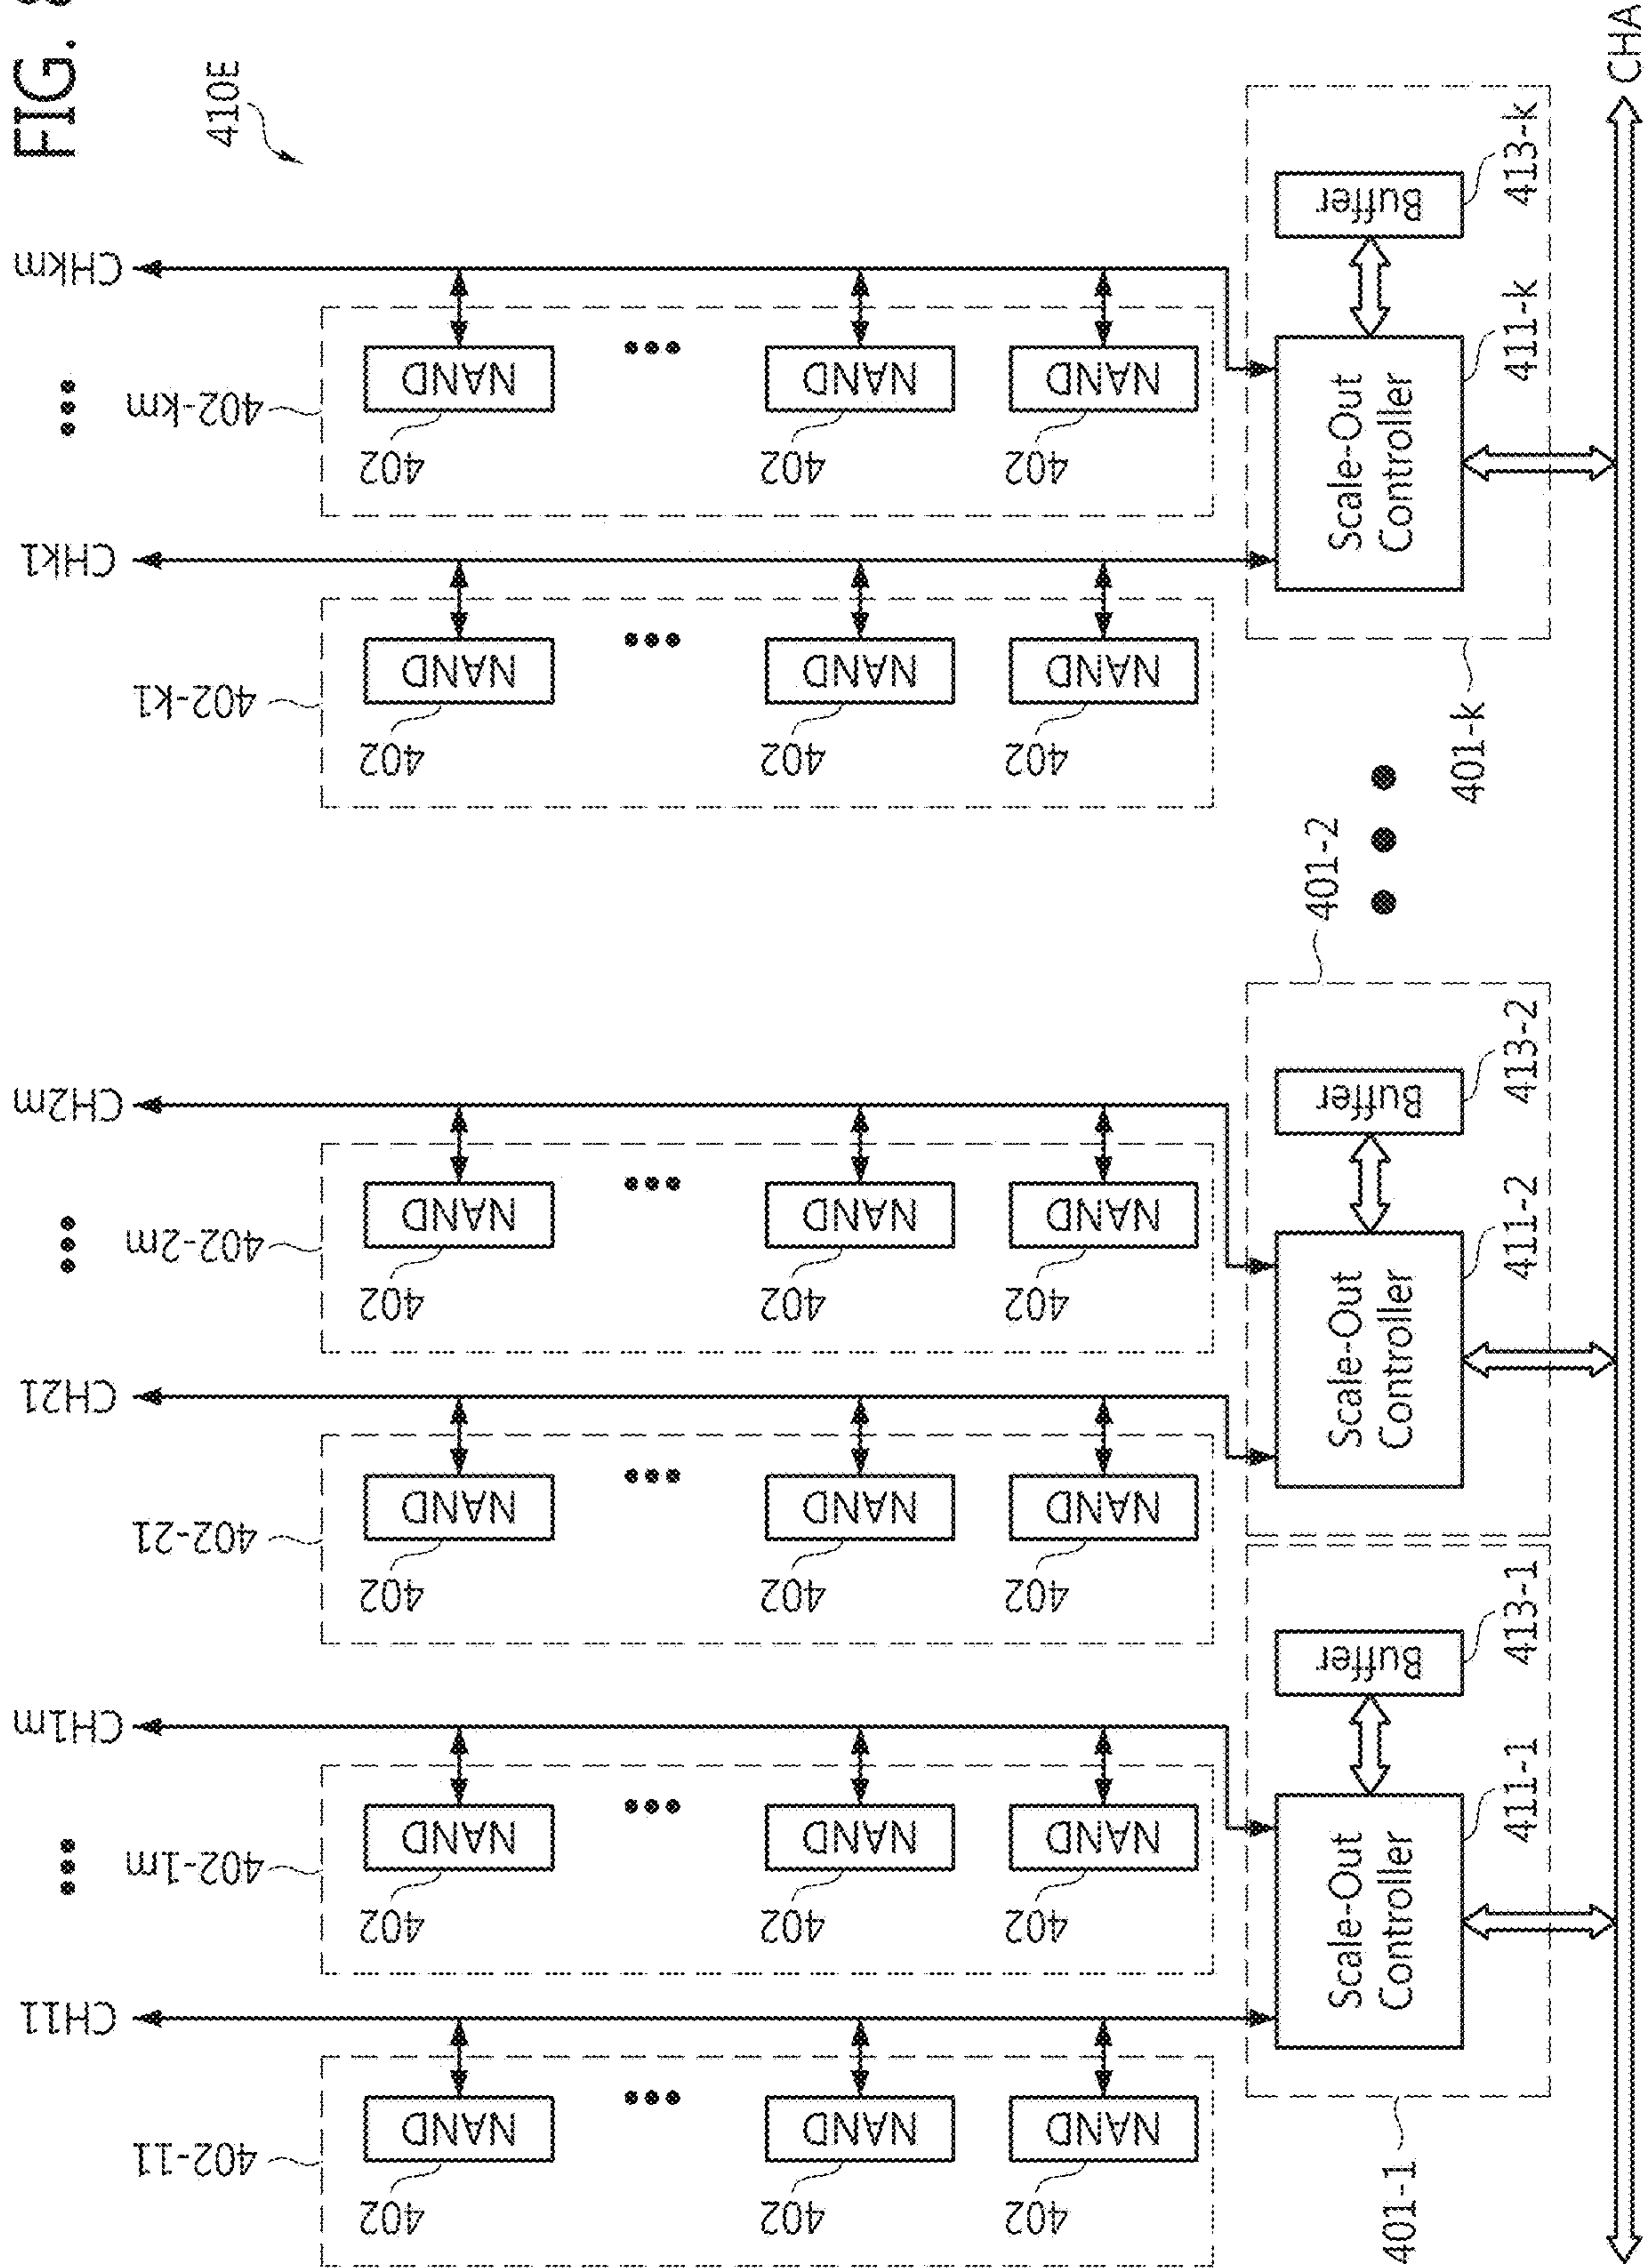 FIG. 8
410E
CH11
CH1m
CH21
CH2m
CHk1
CHkm
402-11
402-1m
402-21
402-2m
402-k1
402-km
NAND
NAND
NAND
NAND
NAND
NAND
402
402
402
402
402
402
NAND
NAND
NAND
NAND
NAND
NAND
402
402
402
402
402
402
NAND
NAND
NAND
NAND
NAND
NAND
402
402
402
402
402
402
401-1
Scale-Out
Controller
Buffer
411-1
413-1
401-2
Scale-Out
Controller
Buffer
411-2
413-2
401-k
Scale-Out
Controller
Buffer
411-k
413-k
CHA